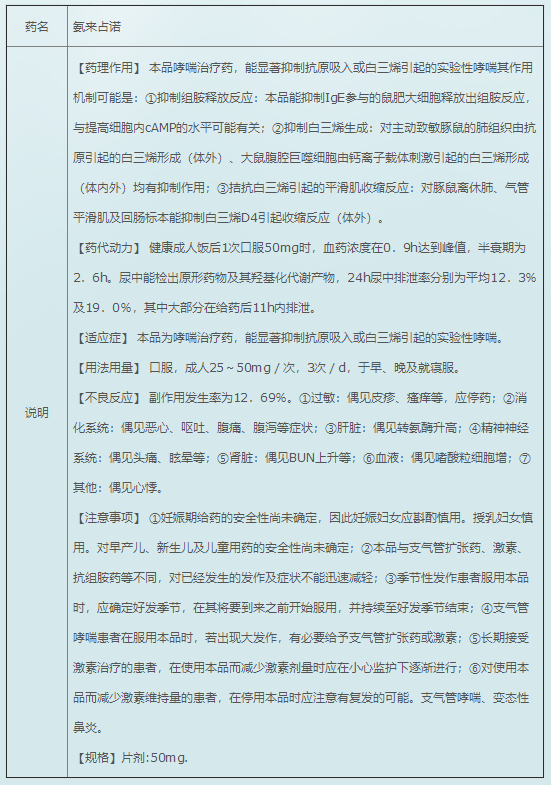 药名
氨来占诺
说明
【药理作用】 本品哮喘治疗药，能显著抑制抗原吸入或白三烯引起的实验性哮喘其作用
机制可能是：①抑制组胺释放反应：本品能抑制IgE参与的鼠肥大细胞释放出组胺反应，
与提高细胞内cAMP的水平可能有关；②抑制白三烯生成：对主动致敏豚鼠的肺组织由抗
原引起的白三烯形成（体外）、大鼠腹腔巨噬细胞由钙离子载体刺激引起的白三烯形成
（体内外）均有抑制作用；③拮抗白三烯引起的平滑肌收缩反应：对豚鼠离休肺、气管
平滑肌及回肠标本能抑制白三烯D4引起收缩反应（体外）。
【药代动力】 健康成人饭后1次口服50mg时，血药浓度在0．9h达到峰值，半衰期为
2．6h。尿中能检出原形药物及其羟基化代谢产物，24h尿中排泄率分别为平均12．3%
及19．0%，其中大部分在给药后11h内排泄。
【适应症】 本品为哮喘治疗药，能显著抑制抗原吸入或白三烯引起的实验性哮喘。
【用法用量】 口服，成人25～50mg／次，3次／d，于早、晚及就寝服。
【不良反应】 副作用发生率为12．69%。①过敏：偶见皮疹、瘙痒等，应停药；②消
化系统：偶见恶心、呕吐、腹痛、腹泻等症状；③肝脏：偶见转氨酶升高；④精神神经
系统：偶见头痛、眩晕等；⑤肾脏：偶见BUN上升等；⑥血液：偶见嗜酸粒细胞增；⑦
其他：偶见心悸。
【注意事项】 ①妊娠期给药的安全性尚未确定，因此妊娠妇女应斟酌慎用。授乳妇女慎
用。对早产儿、新生儿及儿童用药的安全性尚未确定；②本品与支气管扩张药、激素、
抗组胺药等不同，对已经发生的发作及症状不能迅速减轻；③季节性发作患者服用本品
时，应确定好发季节，在其将要到来之前开始服用，并持续至好发季节结束；④支气管
哮喘患者在服用本品时，若出现大发作，有必要给予支气管扩张药或激素；⑤长期接受
激素治疗的患者，在使用本品而减少激素剂量时应在小心监护下逐渐进行；⑥对使用本
品而减少激素维持量的患者，在停用本品时应注意有复发的可能。支气管哮喘、变态性
鼻炎。
【规格】片剂:50mg.